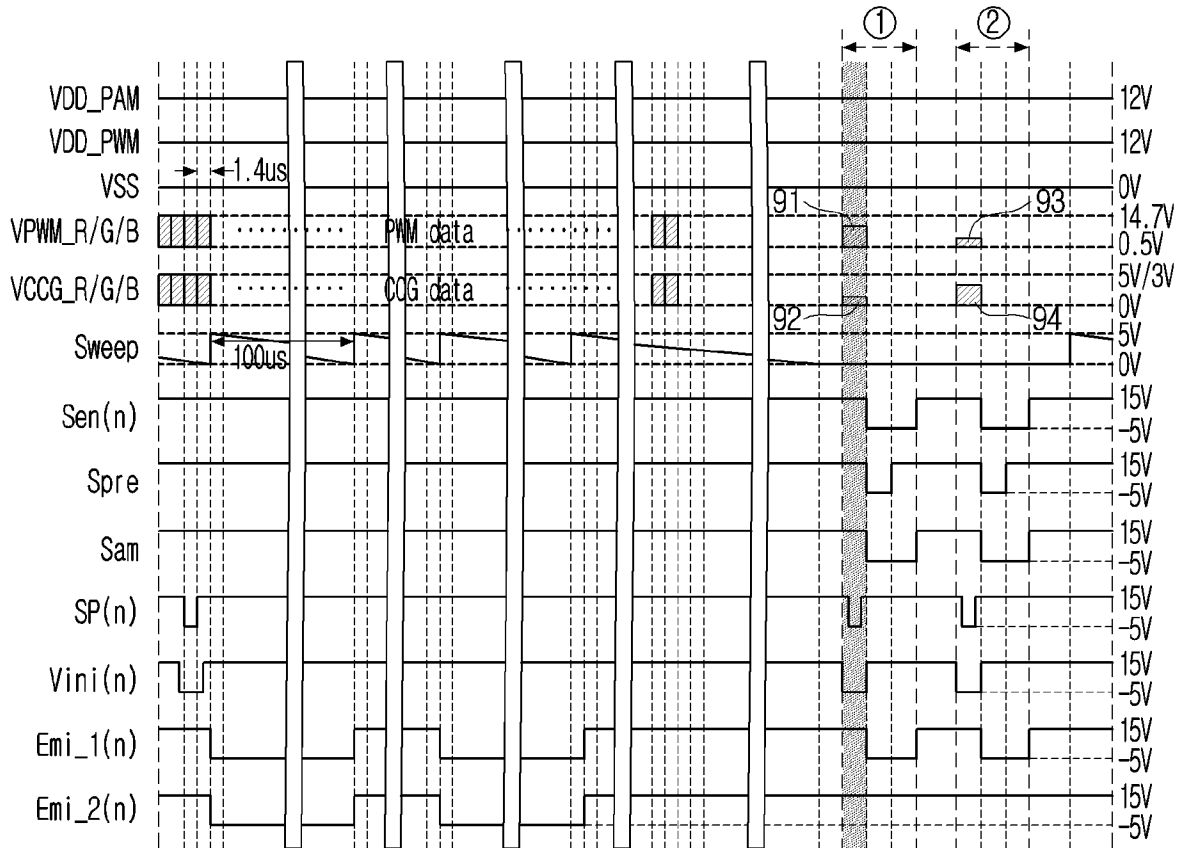 ① ②
VDD_PAM 12V
VDD_PWM 12V
1.4us
VSS 0V
91 93
VPWM_R/G/B PWM data 14.7V
0.5V
VCCG_R/G/B CCG data 5V/3V
0V
92 94
Sweep 100us 5V
0V
Sen(n) 15V
-5V
Spre 15V
-5V
Sam 15V
-5V
SP(n) 15V
-5V
Vini(n) 15V
-5V
Emi_1(n) 15V
-5V
Emi_2(n) 15V
-5V